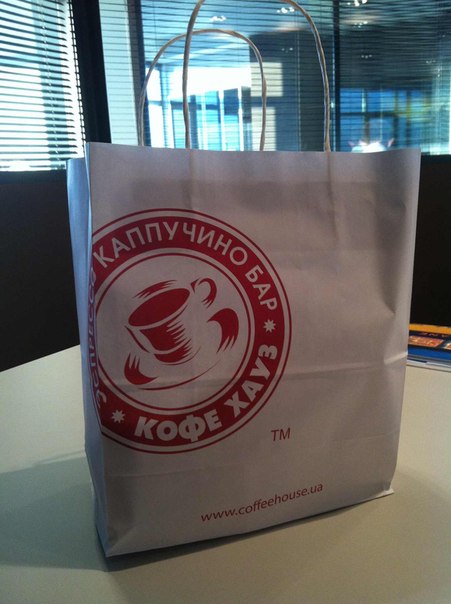 ЭСПРЕССО КАППУЧИНО БАР
КОФЕ ХАУЗ
TM
www.coffeehouse.ua